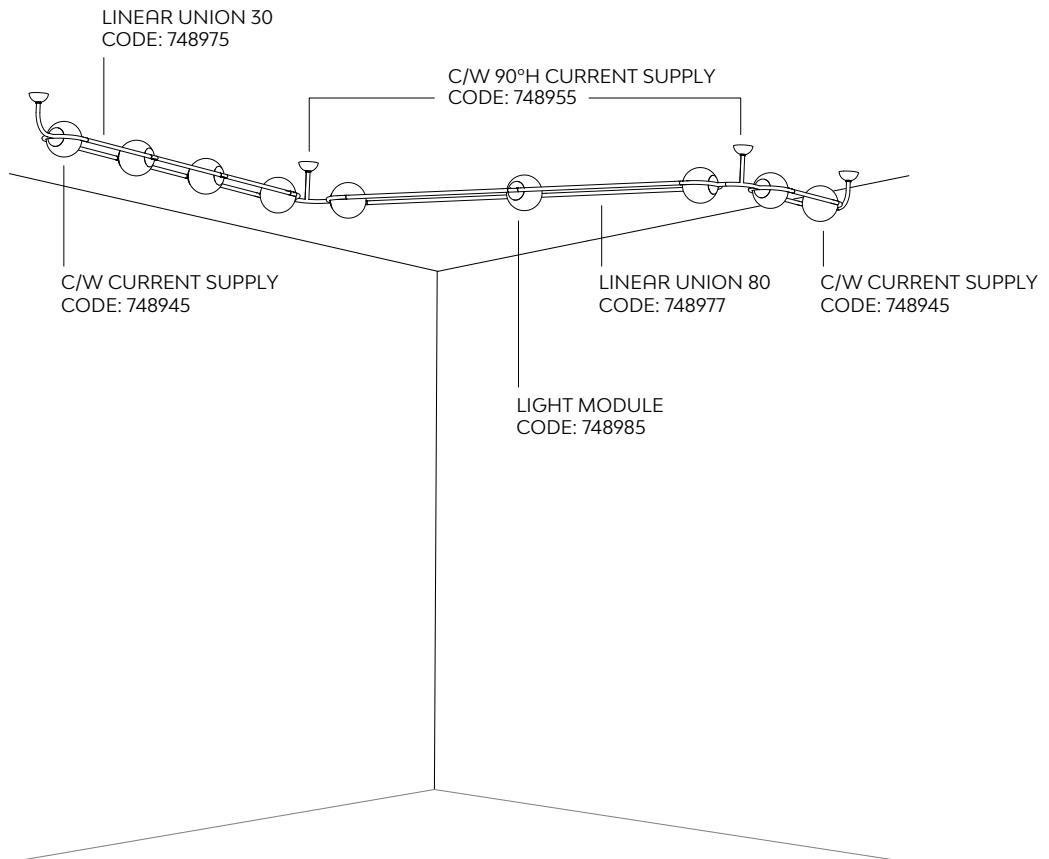 LINEAR UNION 30
CODE: 748975
C/W 90°H CURRENT SUPPLY
CODE: 748955
C/W CURRENT SUPPLY
CODE: 748945
LINEAR UNION 80
CODE: 748977
C/W CURRENT SUPPLY
CODE: 748945
LIGHT MODULE
CODE: 748985